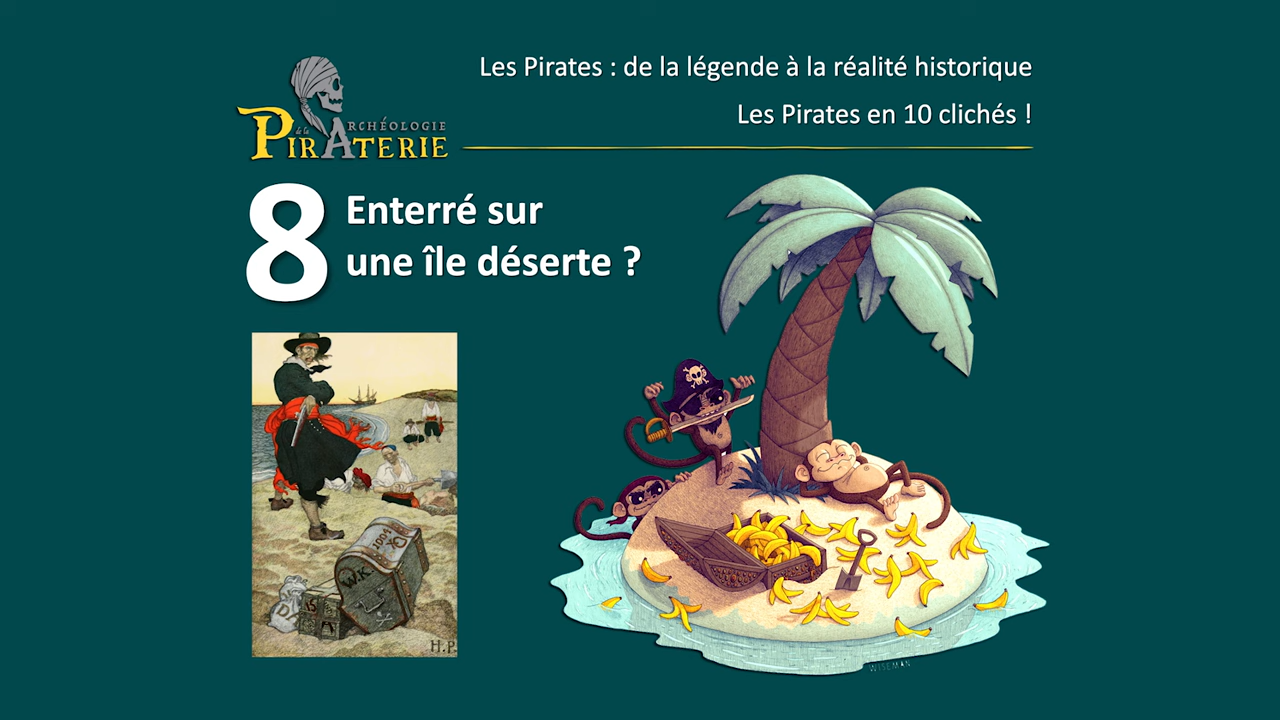 Les Pirates : de la légende à la réalité historique
Les Pirates en 10 clichés !
ARCHÉOLOGIE
de la
PIRATERIE
8
Enterré sur
une île déserte ?
W.K
H.P.
WISEMAN